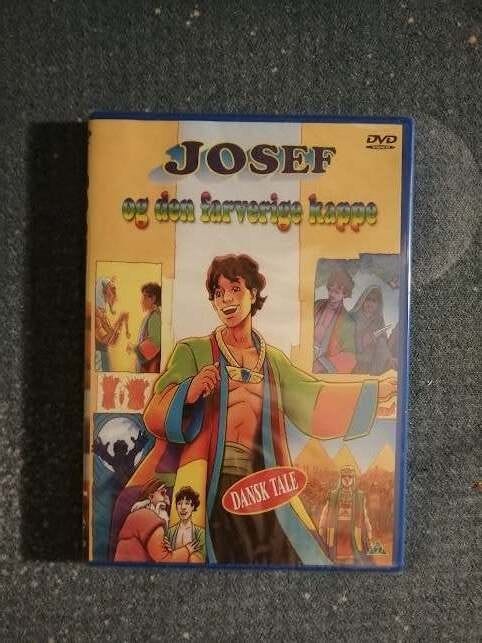 JOSEF
DVD
og den farverige kappe
DANSK TALE